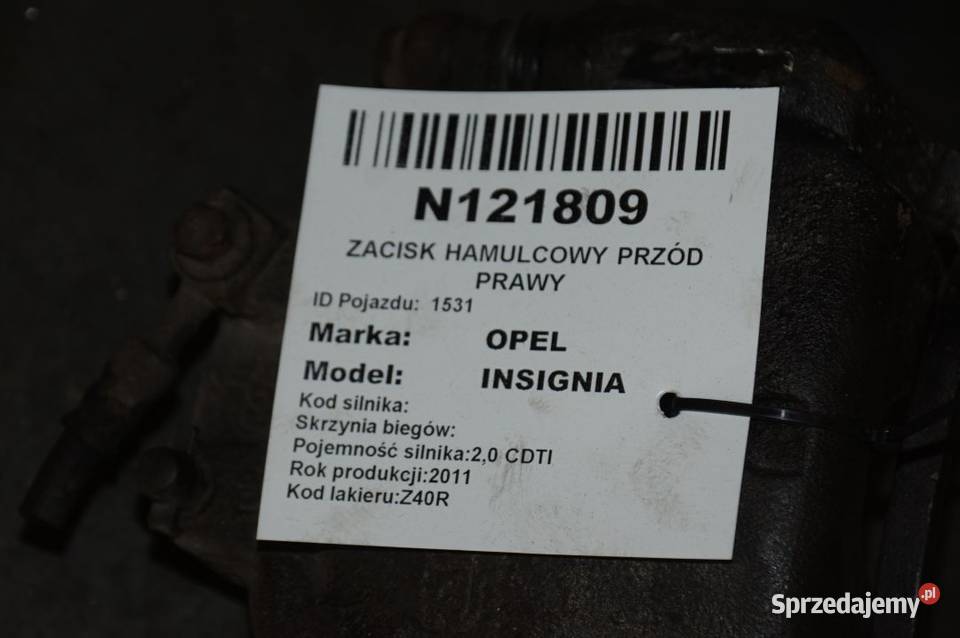 N121809
ZACISK HAMULCOWY PRZÓD
PRAWY
ID Pojazdu: 1531
Marka: OPEL
Model: INSIGNIA
Kod silnika:
Skrzynia biegów:
Pojemność silnika:2,0 CDTI
Rok produkcji:2011
Kod lakieru:Z40R
Sprzedajemy.pl